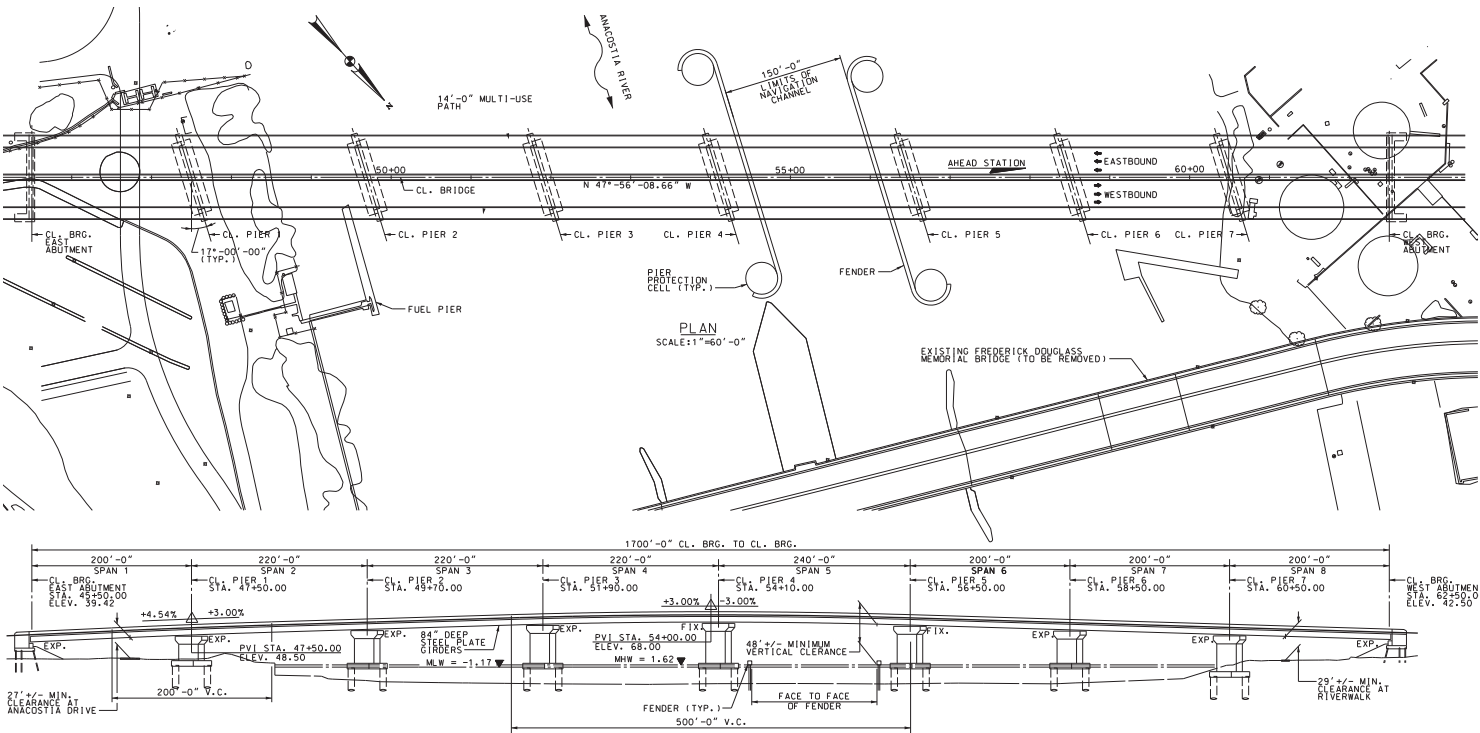 ANACOSTIA RIVER
150'-0"
LIMITS OF
NAVIGATION
CHANNEL
14'-0" MULTI-USE
PATH
N
50+00
CL. BRIDGE
N 47°-56'-08.66" W
55+00
AHEAD STATION
EASTBOUND
60+00
WESTBOUND
CL. BRG.
EAST
ABUTMENT
CL. PIER 1
17°-00'-00"
(TYP.)
CL. PIER 2
CL. PIER 3
CL. PIER 4
CL. PIER 5
CL. PIER 6
CL. PIER 7
CL. BRG.
WEST
ABUTMENT
PIER
PROTECTION
CELL (TYP.)
FENDER
FUEL PIER
PLAN
SCALE:1"=60'-0"
EXISTING FREDERICK DOUGLASS
MEMORIAL BRIDGE (TO BE REMOVED)
1700'-0" CL. BRG. TO CL. BRG.
200'-0"
SPAN 1
220'-0"
SPAN 2
220'-0"
SPAN 3
220'-0"
SPAN 4
240'-0"
SPAN 5
200'-0"
SPAN 6
200'-0"
SPAN 7
200'-0"
SPAN 8
CL. BRG.
EAST ABUTMENT
STA. 45+50.00
ELEV. 39.42
CL. PIER 1
STA. 47+50.00
CL. PIER 2
STA. 49+70.00
CL. PIER 3
STA. 51+90.00
CL. PIER 4
STA. 54+10.00
CL. PIER 5
STA. 56+50.00
CL. PIER 6
STA. 58+50.00
CL. PIER 7
STA. 60+50.00
CL. BRG.
WEST ABUTMENT
STA. 62+50.00
ELEV. 42.50
+4.54%
+3.00%
+3.00%
-3.00%
EXP.
EXP.
EXP.
EXP.
FIX.
FIX.
EXP.
EXP.
EXP.
PVI STA. 47+50.00
ELEV. 48.50
84" DEEP
STEEL PLATE
GIRDERS
MLW = -1.17
PVI STA. 54+00.00
ELEV. 68.00
MHW = 1.62
48'+/- MINIMUM
VERTICAL CLERANCE
27'+/- MIN.
CLEARANCE AT
ANACOSTIA DRIVE
200'-0" V.C.
FENDER (TYP.)
FACE TO FACE
OF FENDER
500'-0" V.C.
29'+/- MIN.
CLEARANCE AT
RIVERWALK